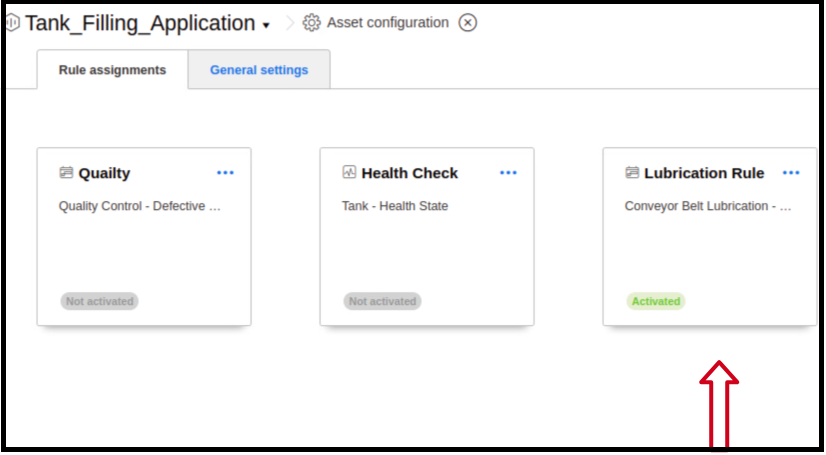 Tank_Filling_Application
Asset configuration
Rule assignments
General settings
Quailty
Quality Control - Defective ...
Not activated
Health Check
Tank - Health State
Not activated
Lubrication Rule
Conveyor Belt Lubrication - ...
Activated